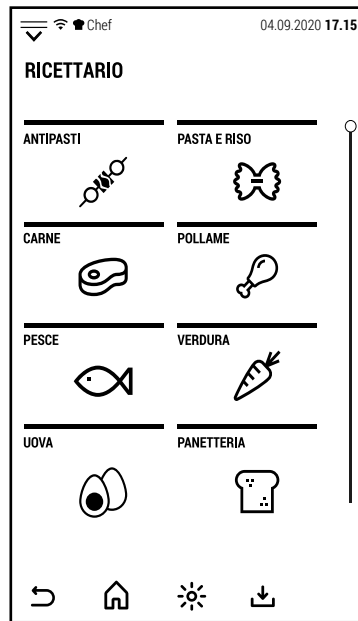 Chef 04.09.2020 17.15
RICETTARIO
ANTIPASTI PASTA E RISO
CARNE POLLAME
PESCE VERDURA
UOVA PANETTERIA